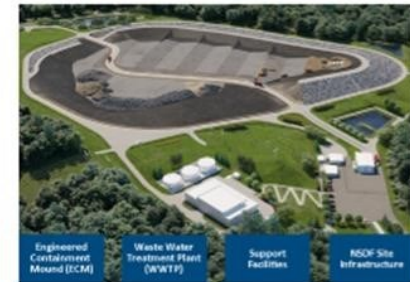 Engineered
Containment
Mound (ECM)
Waste Water
Treatment Plant
(WWTP)
Support
Facilities
NSDF Site
Infrastructure